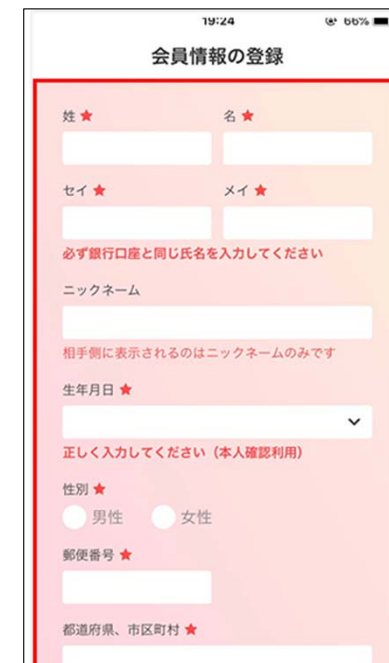 19:24 66%
会員情報の登録
姓 ★ 名 ★
セイ ★ メイ ★
必ず銀行口座と同じ氏名を入力してください
ニックネーム
相手側に表示されるのはニックネームのみです
生年月日 ★
正しく入力してください（本人確認利用）
性別 ★
男性 女性
郵便番号 ★
都道府県、市区町村 ★